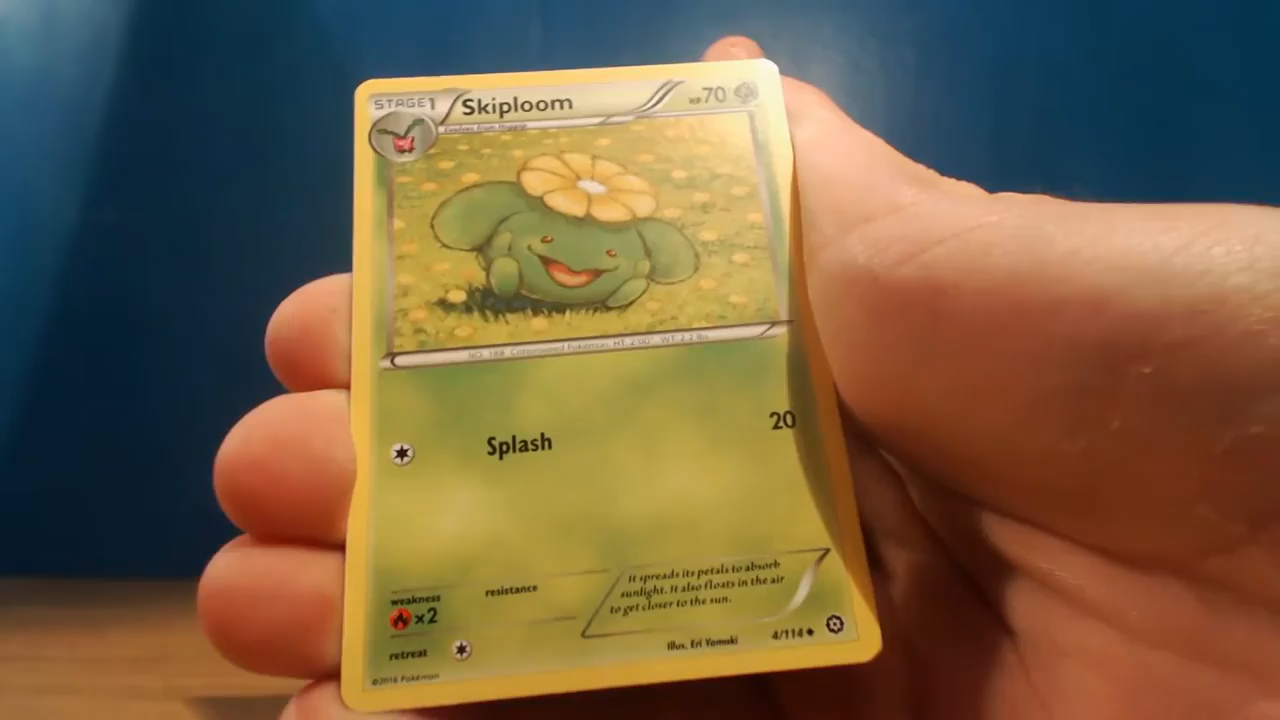 STAGE1 Skiploom HP70
Evolves from Hoppip
NO. 188 Cottonweed Pokémon HT: 2'00" WT: 2.2 lbs
Splash 20
It spreads its petals to absorb
sunlight. It also floats in the air
to get closer to the sun.
weakness resistance
×2
retreat
Illus. Eri Yamaki 4/114
©2016 Pokémon